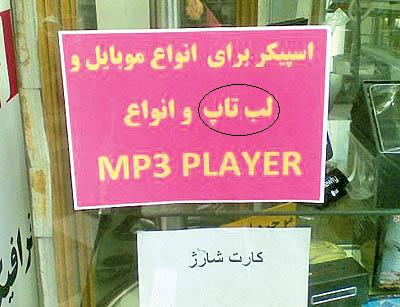 اسپیکر برای انواع موبایل و
لب تاپ و انواع
MP3 PLAYER
کارت شارژ